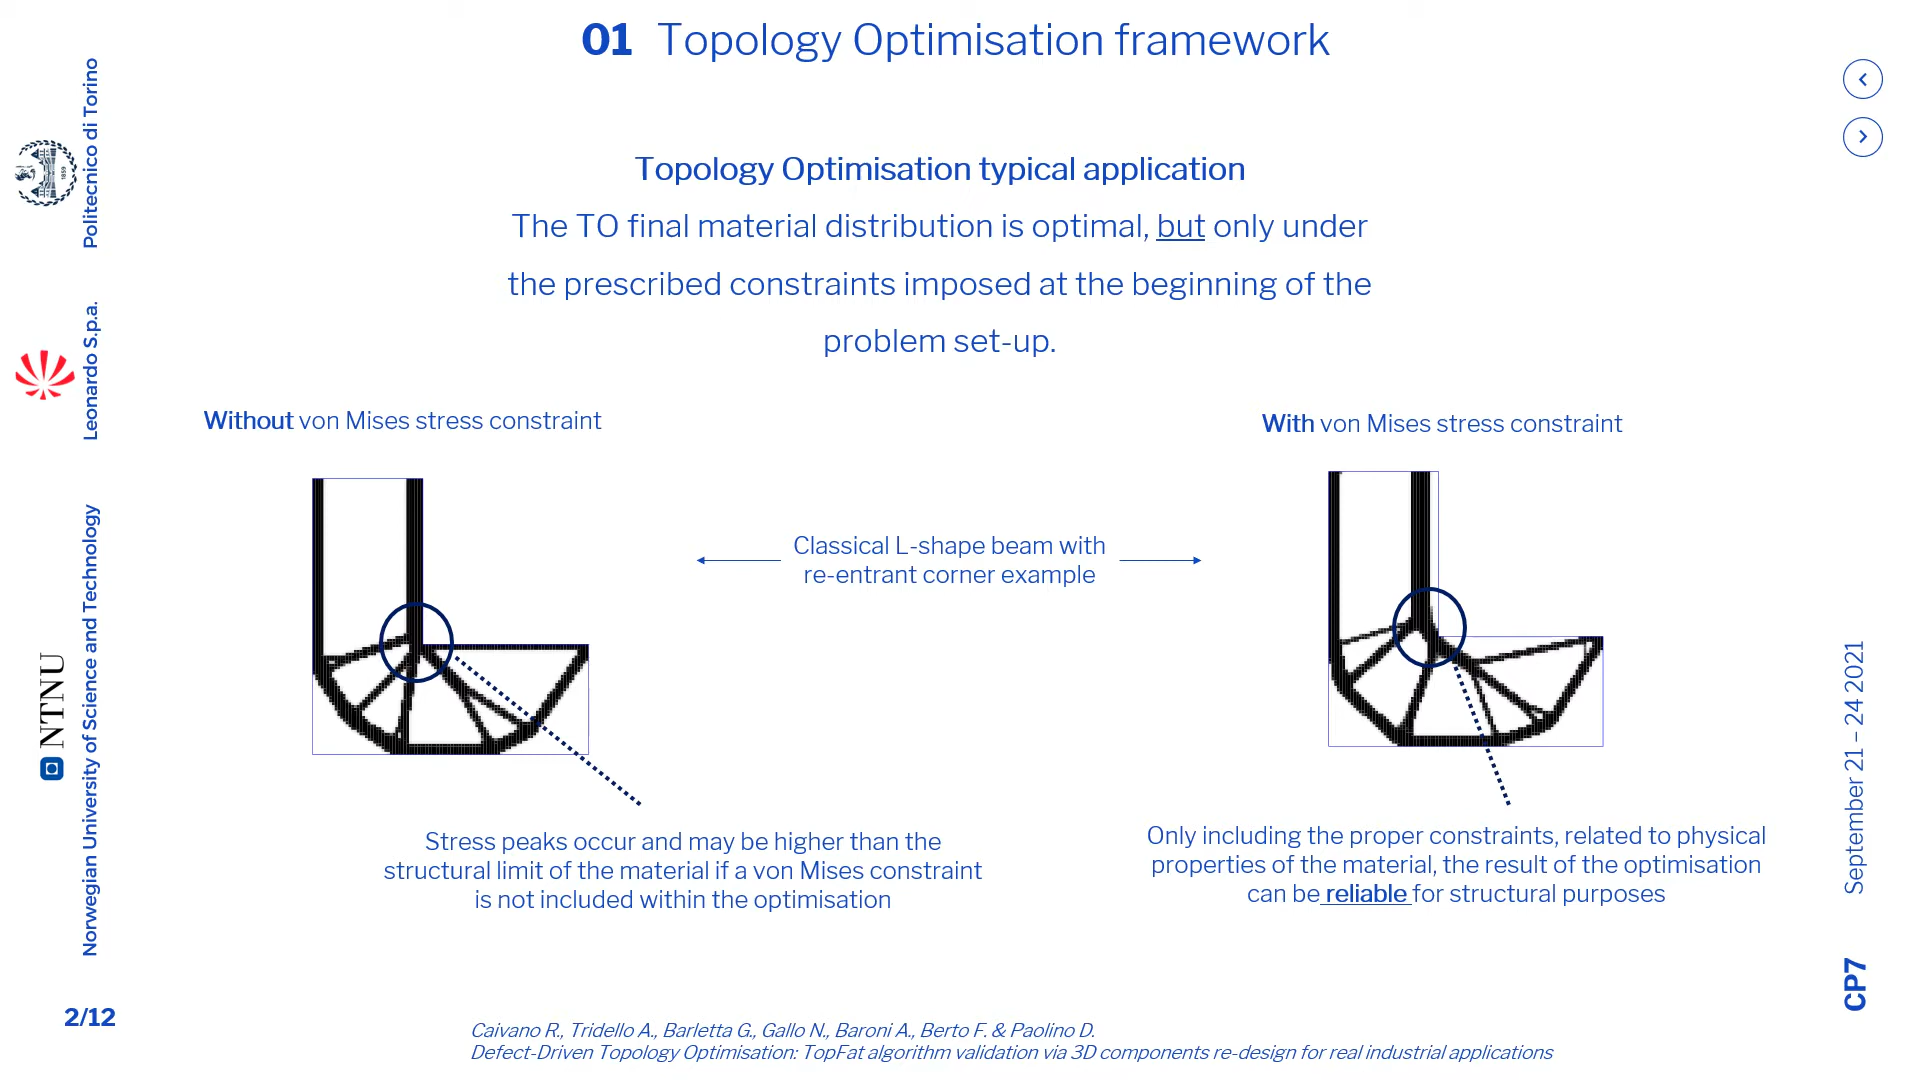 01 Topology Optimisation framework
Politecnico di Torino
Leonardo S.p.a.
NTNU
Norwegian University of Science and Technology
Topology Optimisation typical application
The TO final material distribution is optimal, but only under
the prescribed constraints imposed at the beginning of the
problem set-up.
Without von Mises stress constraint
With von Mises stress constraint
Classical L-shape beam with
re-entrant corner example
Stress peaks occur and may be higher than the
structural limit of the material if a von Mises constraint
is not included within the optimisation
Only including the proper constraints, related to physical
properties of the material, the result of the optimisation
can be reliable for structural purposes
September 21 – 24 2021
CP7
2/12
Caivano R., Tridello A., Barletta G., Gallo N., Baroni A., Berto F. & Paolino D.
Defect-Driven Topology Optimisation: TopFat algorithm validation via 3D components re-design for real industrial applications